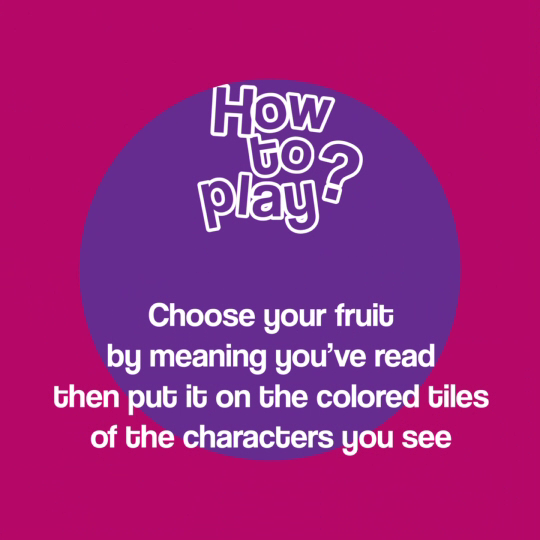 How
to
play?
Choose your fruit
by meaning you've read
then put it on the colored tiles
of the characters you see